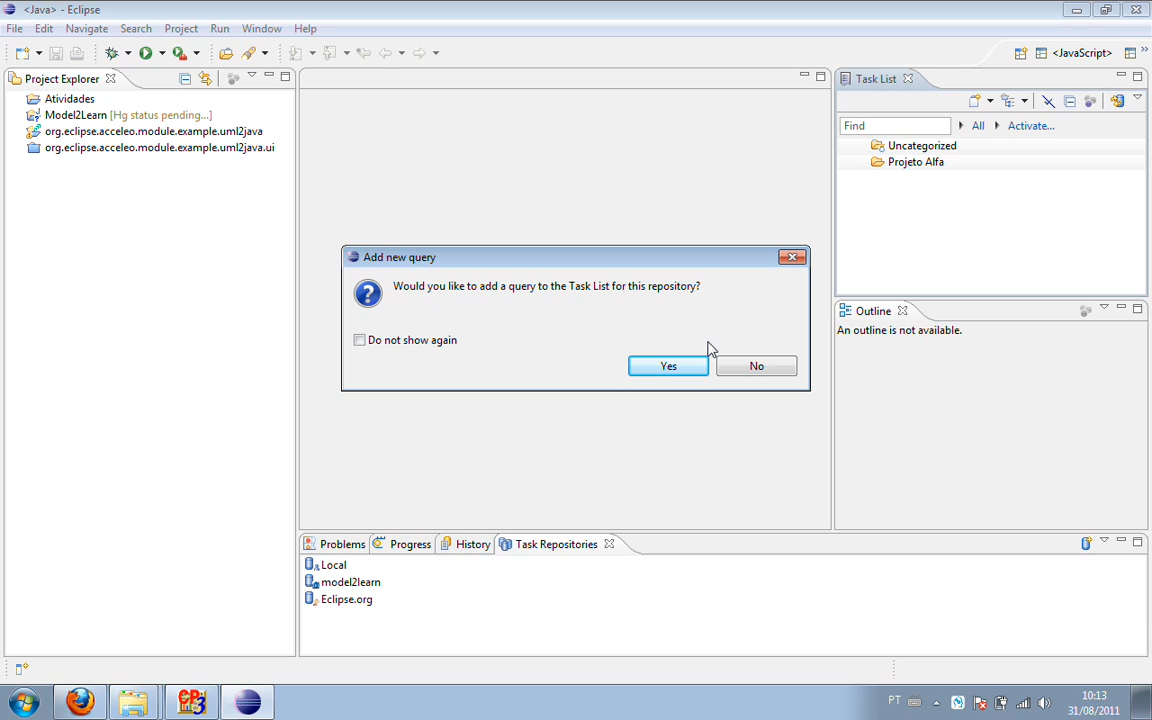 <Java> - Eclipse
File Edit Navigate Search Project Run Window Help
<JavaScript>
Project Explorer
Atividades
Model2Learn [Hg status pending...]
org.eclipse.acceleo.module.example.uml2java
org.eclipse.acceleo.module.example.uml2java.ui
Task List
Find All Activate...
Uncategorized
Projeto Alfa
Add new query
Would you like to add a query to the Task List for this repository?
Do not show again
Yes No
Outline
An outline is not available.
Problems Progress History Task Repositories
Local
model2learn
Eclipse.org
PT
10:13
31/08/2011